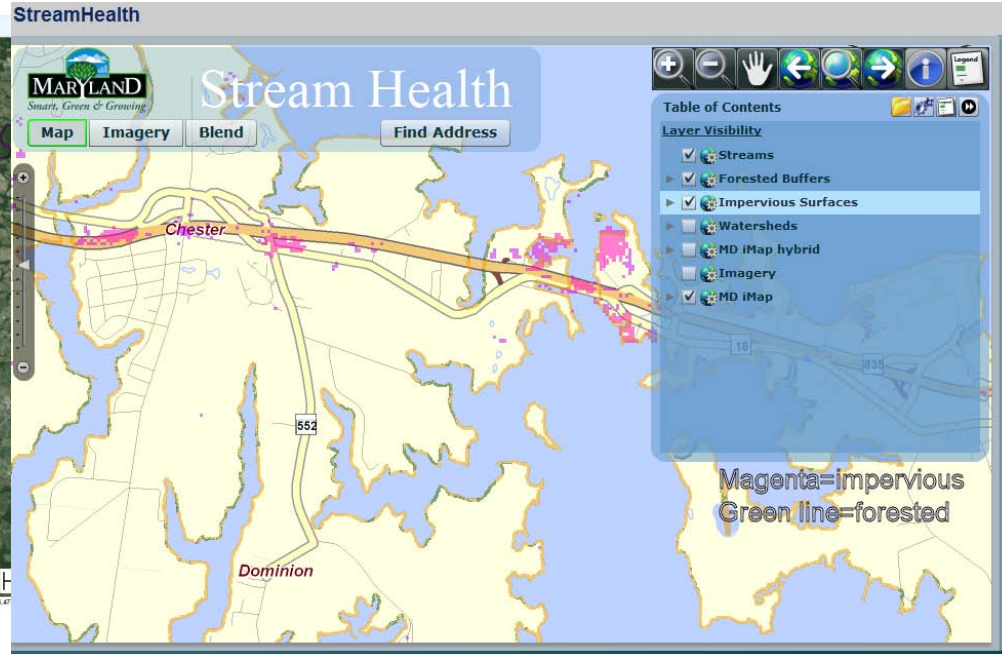 StreamHealth
MARYLAND
Smart, Green & Growing
Stream Health
Map Imagery Blend Find Address
Legend
Table of Contents
Layer Visibility
Streams
Forested Buffers
Impervious Surfaces
Watersheds
MD iMap hybrid
Imagery
MD iMap
Chester
18
835
552
Magenta=impervious
Green line=forested
Dominion